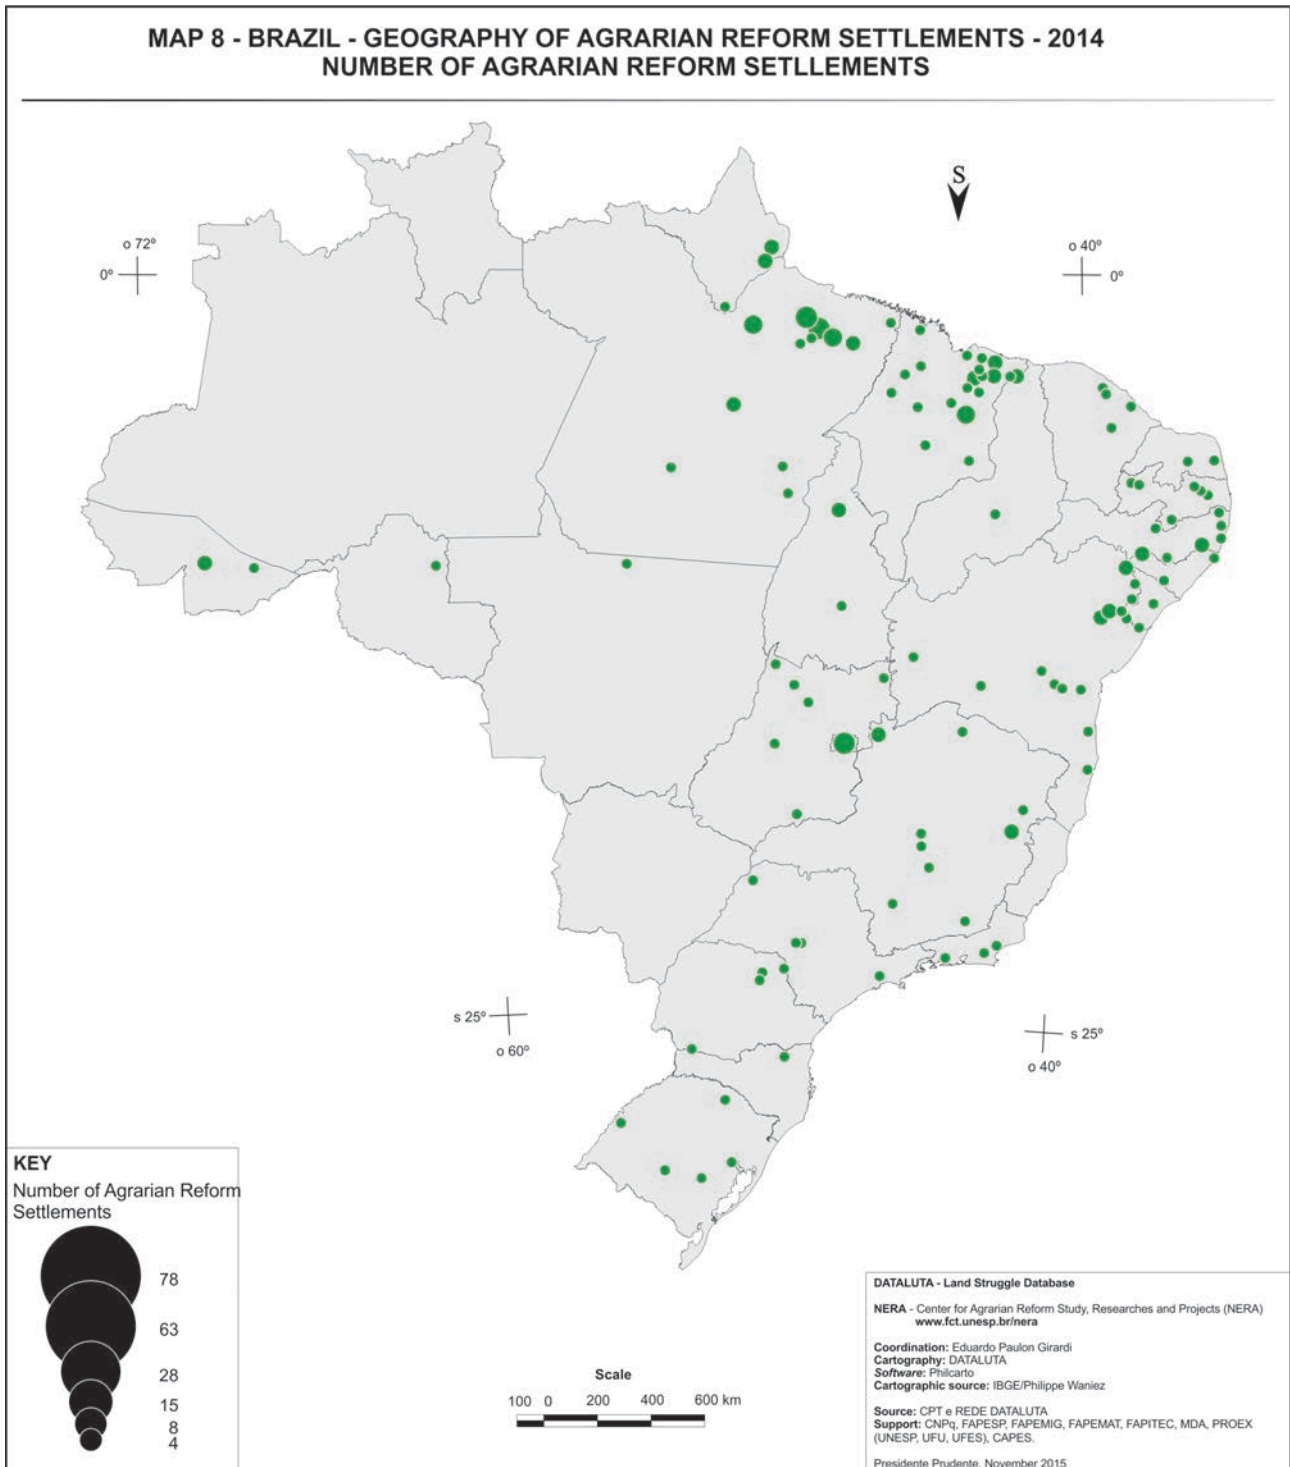 MAP 8 - BRAZIL - GEOGRAPHY OF AGRARIAN REFORM SETTLEMENTS - 2014
NUMBER OF AGRARIAN REFORM SETLLEMENTS
S
o 72º
0º
o 40º
0º
s 25º
o 60º
s 25º
o 40º
KEY
Number of Agrarian Reform
Settlements
78
63
28
15
8
4
Scale
100 0 200 400 600 km
DATALUTA - Land Struggle Database
NERA - Center for Agrarian Reform Study, Researches and Projects (NERA)
www.fct.unesp.br/nera
Coordination: Eduardo Paulon Girardi
Cartography: DATALUTA
Software: Philcarto
Cartographic source: IBGE/Philippe Waniez
Source: CPT e REDE DATALUTA
Support: CNPq, FAPESP, FAPEMIG, FAPEMAT, FAPITEC, MDA, PROEX
(UNESP, UFU, UFES), CAPES.
Presidente Prudente, November 2015